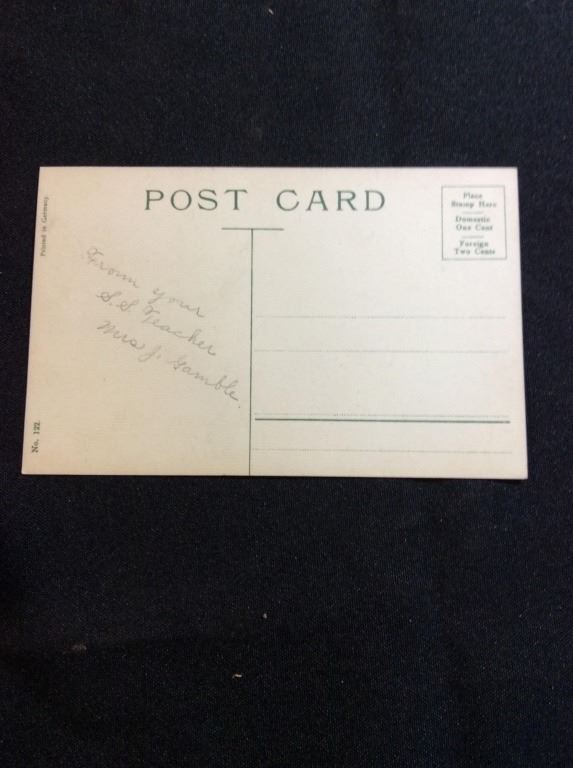 POST CARD
Place
Stamp Here
Domestic
One Cent
Foreign
Two Cents
Printed in Germany.
From your
S.S. Teacher
Mrs J. Gamble.
No. 122.